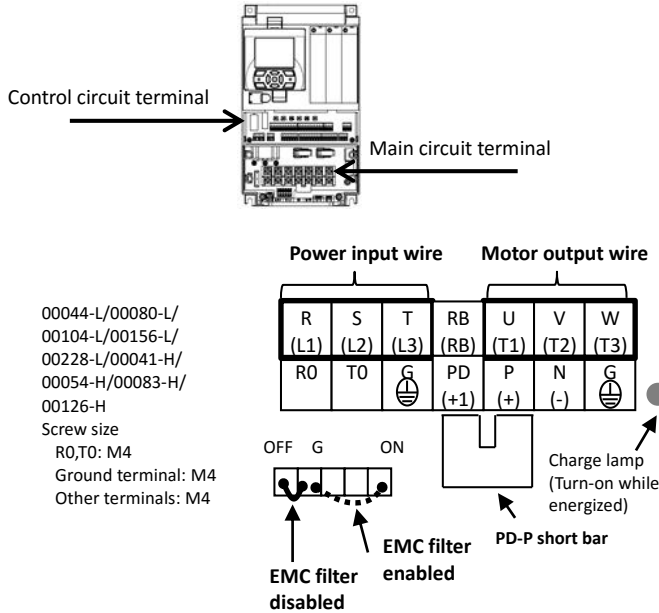 Control circuit terminal
Main circuit terminal
Power input wire
Motor output wire
00044-L/00080-L/
00104-L/00156-L/
00228-L/00041-H/
00054-H/00083-H/
00126-H
Screw size
R0,T0: M4
Ground terminal: M4
Other terminals: M4
R S T RB U V W
(L1) (L2) (L3) (RB) (T1) (T2) (T3)
R0 T0 G PD P N G
(+1) (+) (-)
OFF G ON
Charge lamp
(Turn-on while
energized)
PD-P short bar
EMC filter
enabled
EMC filter
disabled